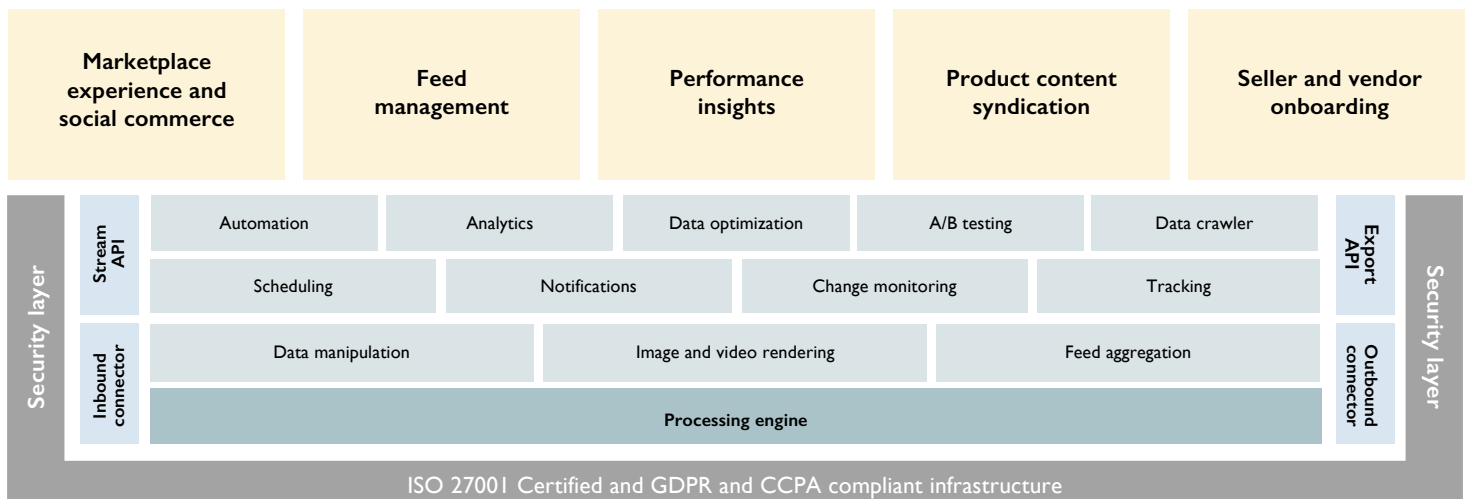 Marketplace
experience and
social commerce
Feed
management
Performance
insights
Product content
syndication
Seller and vendor
onboarding
Security layer
Stream
API
Automation
Analytics
Data optimization
A/B testing
Data crawler
Export
API
Security layer
Scheduling
Notifications
Change monitoring
Tracking
Inbound
connector
Data manipulation
Image and video rendering
Feed aggregation
Outbound
connector
Processing engine
ISO 27001 Certified and GDPR and CCPA compliant infrastructure